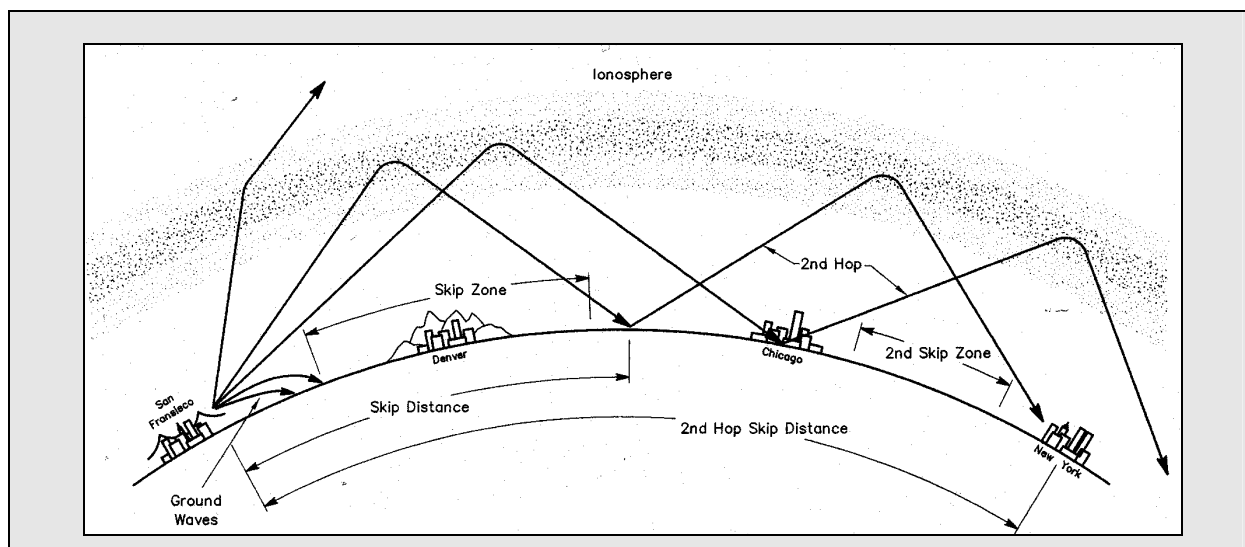 Ionosphere
2nd Hop
Skip Zone
Denver
Chicago
2nd Skip Zone
San
Fransisco
Skip Distance
2nd Hop Skip Distance
New York
Ground
Waves